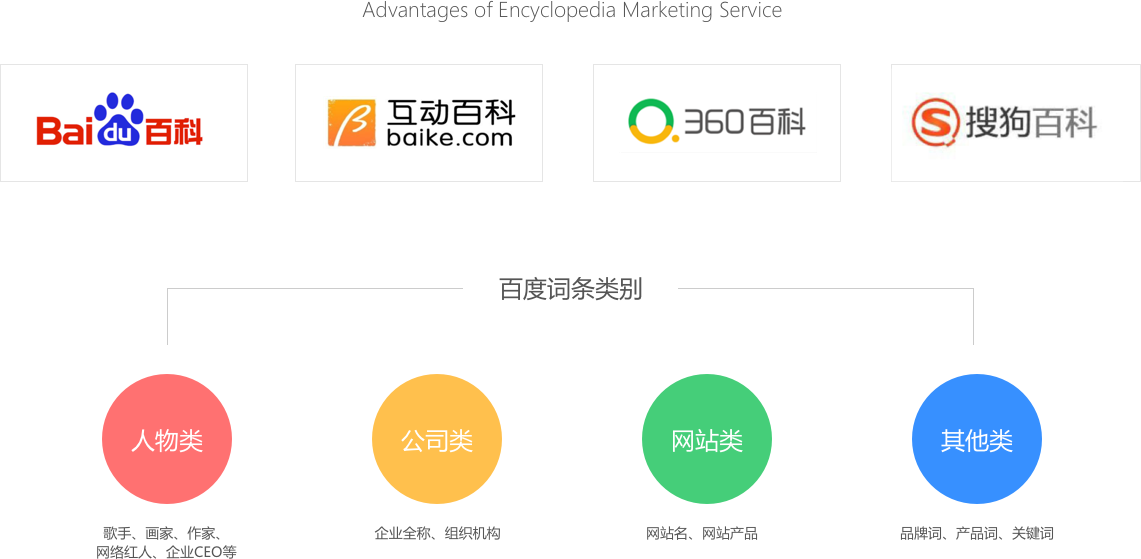 Advantages of Encyclopedia Marketing Service
Bai du 百科
互动百科
baike.com
360百科
搜狗百科
百度词条类别
人物类
公司类
网站类
其他类
歌手、画家、作家、
网络红人、企业CEO等
企业全称、组织机构
网站名、网站产品
品牌词、产品词、关键词